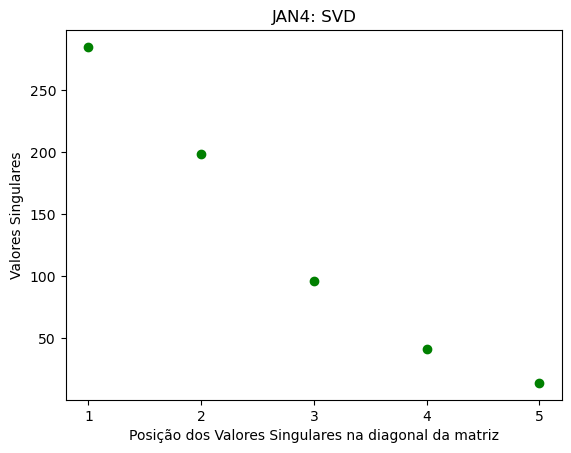 JAN4: SVD
Valores Singulares
250
200
150
100
50
1 2 3 4 5
Posição dos Valores Singulares na diagonal da matriz